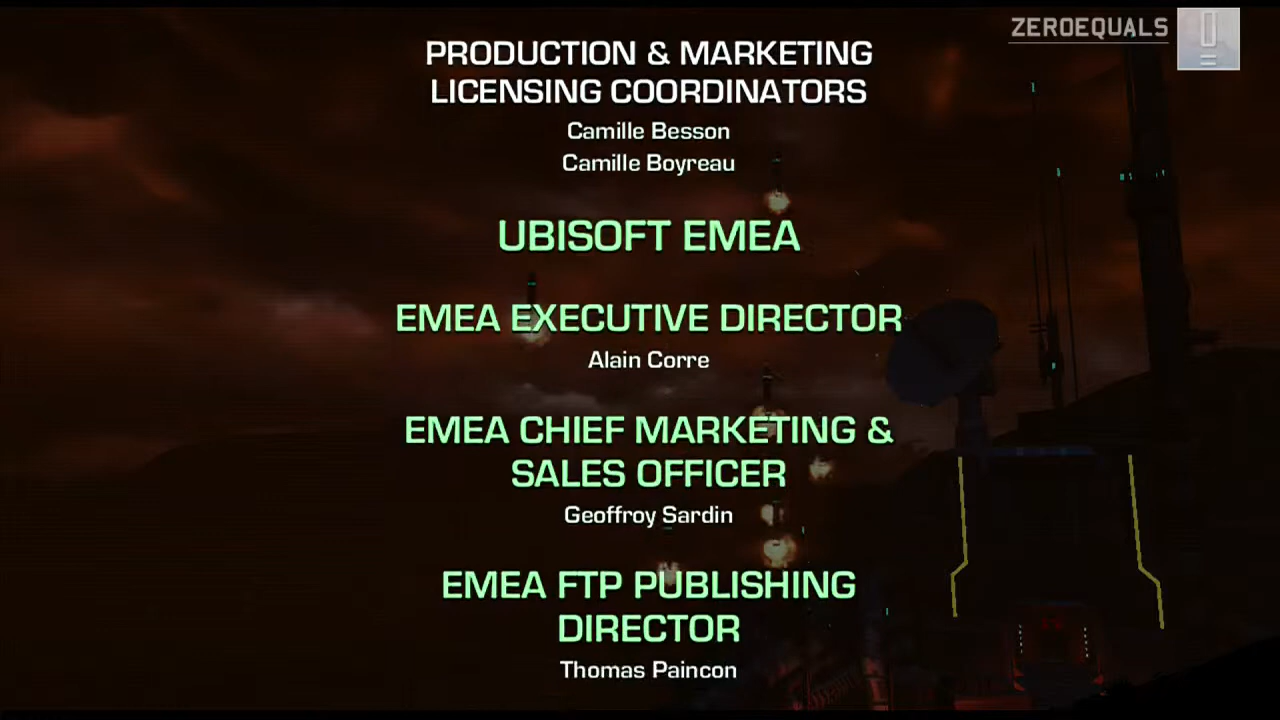 ZEROEQUALS
PRODUCTION & MARKETING
LICENSING COORDINATORS
Camille Besson
Camille Boyreau
UBISOFT EMEA
EMEA EXECUTIVE DIRECTOR
Alain Corre
EMEA CHIEF MARKETING &
SALES OFFICER
Geoffroy Sardin
EMEA FTP PUBLISHING
DIRECTOR
Thomas Paincon